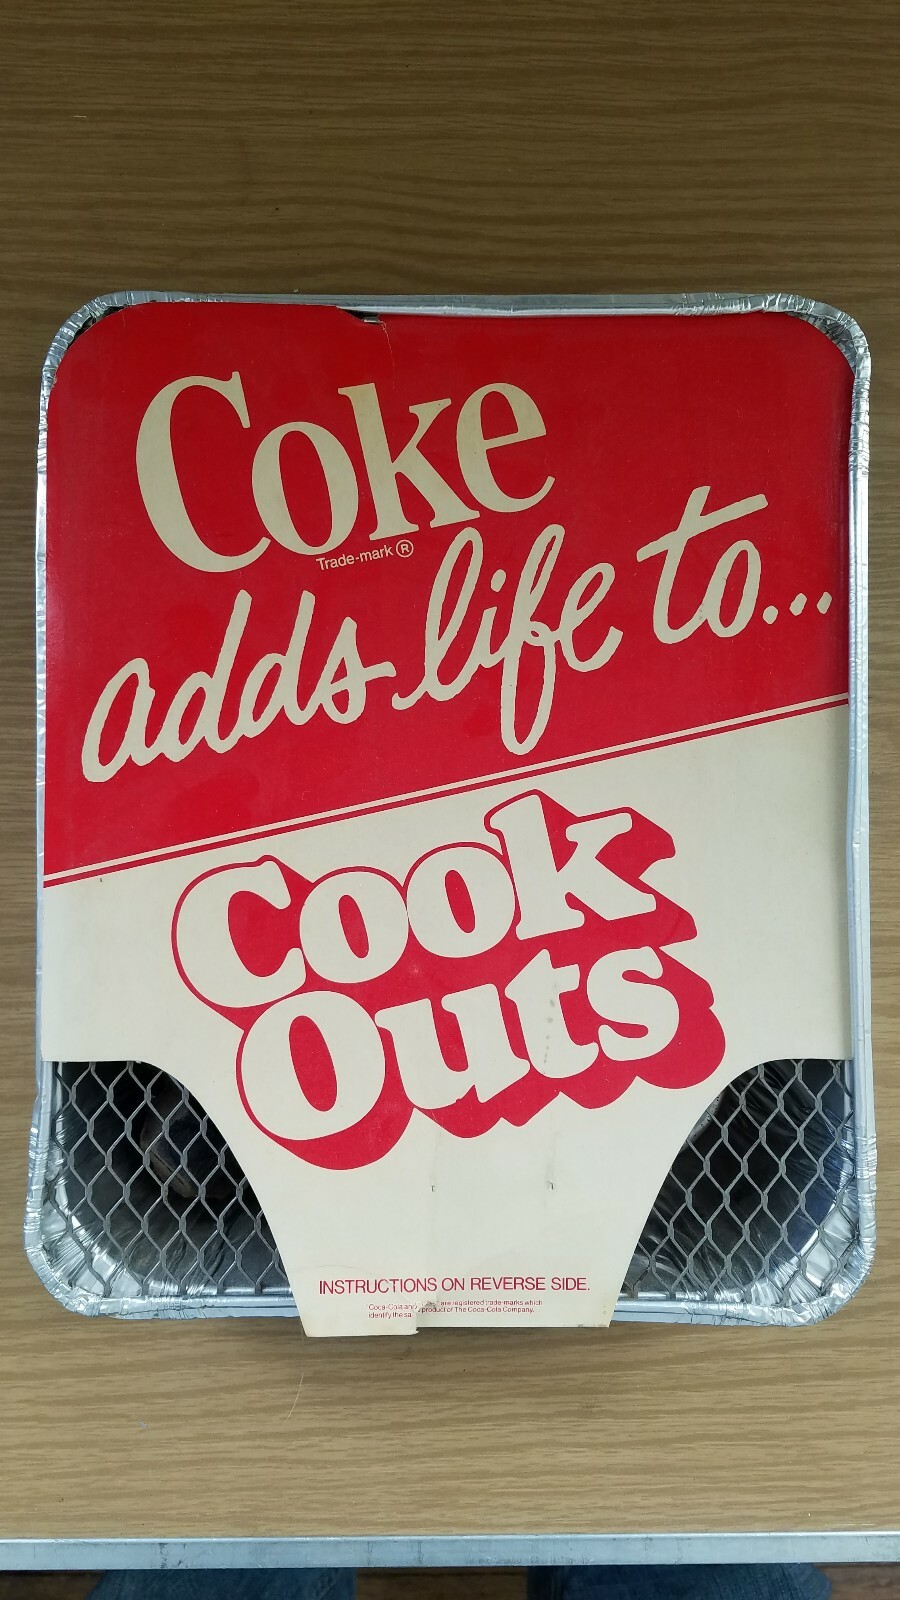 Coke
Trade-mark ®
adds life to...
Cook
Outs
INSTRUCTIONS ON REVERSE SIDE.
Coca-Cola and are registered trade-marks which
identify the sa product of The Coca-Cola Company.